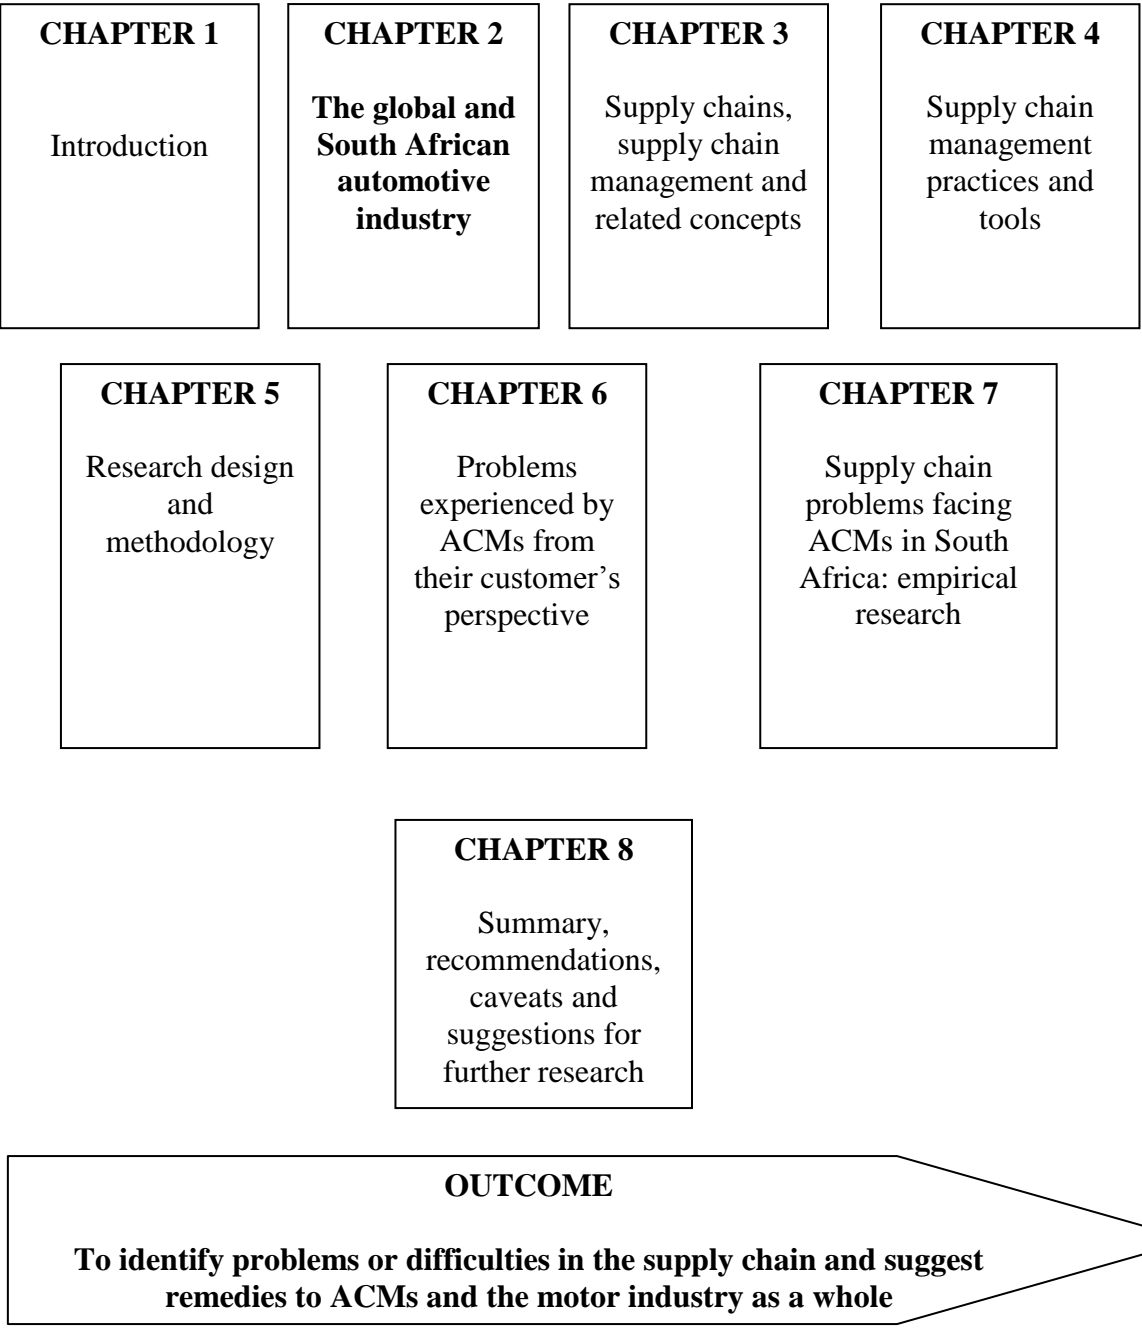 CHAPTER 1
Introduction
CHAPTER 2
The global and
South African
automotive
industry
CHAPTER 3
Supply chains,
supply chain
management and
related concepts
CHAPTER 4
Supply chain
management
practices and
tools
CHAPTER 5
Research design
and
methodology
CHAPTER 6
Problems
experienced by
ACMs from
their customer’s
perspective
CHAPTER 7
Supply chain
problems facing
ACMs in South
Africa: empirical
research
CHAPTER 8
Summary,
recommendations,
caveats and
suggestions for
further research
OUTCOME
To identify problems or difficulties in the supply chain and suggest
remedies to ACMs and the motor industry as a whole